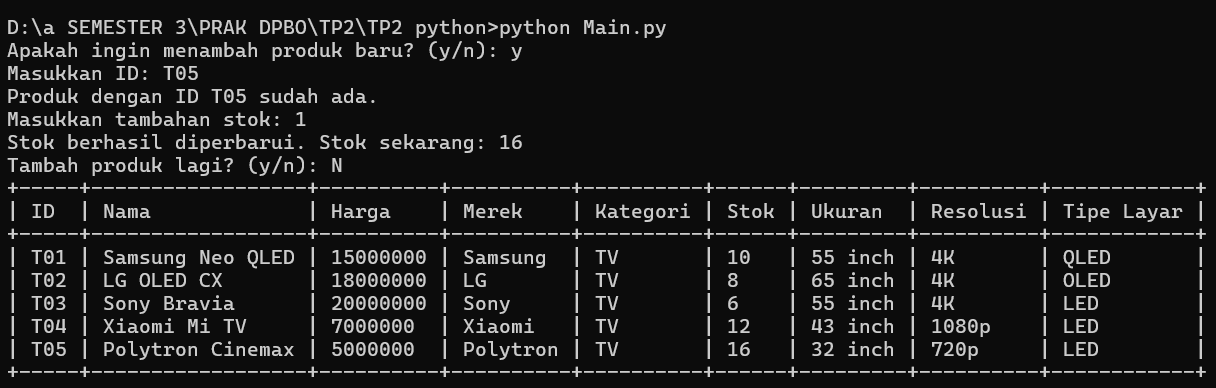 D:\a SEMESTER 3\PRAK DPBO\TP2\TP2 python>python Main.py
Apakah ingin menambah produk baru? (y/n): y
Masukkan ID: T05
Produk dengan ID T05 sudah ada.
Masukkan tambahan stok: 1
Stok berhasil diperbarui. Stok sekarang: 16
Tambah produk lagi? (y/n): N
+-----+------------------+----------+----------+----------+------+---------+----------+------------+
| ID  | Nama             | Harga    | Merek    | Kategori | Stok | Ukuran  | Resolusi | Tipe Layar |
+-----+------------------+----------+----------+----------+------+---------+----------+------------+
| T01 | Samsung Neo QLED | 15000000 | Samsung  | TV       | 10   | 55 inch | 4K       | QLED       |
| T02 | LG OLED CX       | 18000000 | LG       | TV       | 8    | 65 inch | 4K       | OLED       |
| T03 | Sony Bravia      | 20000000 | Sony     | TV       | 6    | 55 inch | 4K       | LED        |
| T04 | Xiaomi Mi TV     | 7000000  | Xiaomi   | TV       | 12   | 43 inch | 1080p    | LED        |
| T05 | Polytron Cinemax | 5000000  | Polytron | TV       | 16   | 32 inch | 720p     | LED        |
+-----+------------------+----------+----------+----------+------+---------+----------+------------+